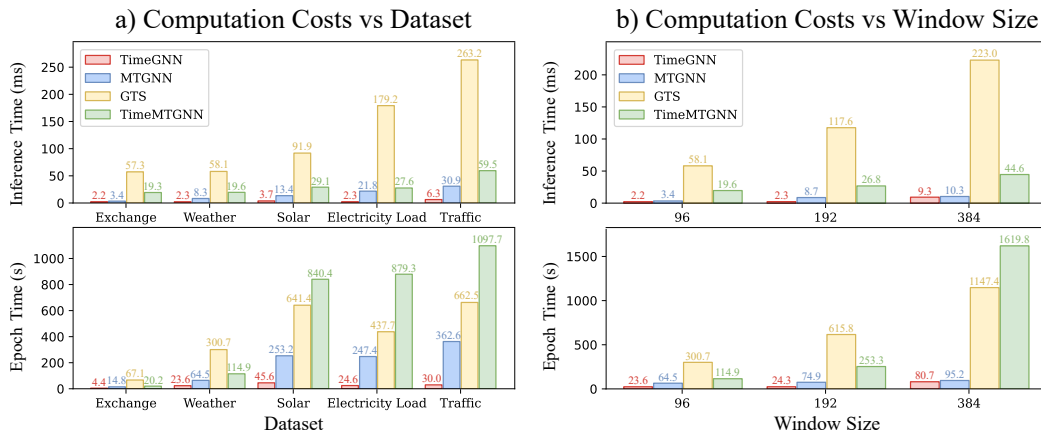 a) Computation Costs vs Dataset
Inference Time (ms)
250
200
150
100
50
0
TimeGNN
MTGNN
GTS
TimeMTGNN
2.2 3.4 57.3 19.3
2.3 8.3 58.1 19.6
3.7 13.4 91.9 29.1
2.3 21.8 179.2 27.6
6.3 30.9 263.2 59.5
Exchange Weather Solar Electricity Load Traffic
Epoch Time (s)
1000
800
600
400
200
0
4.4 14.8 67.1 20.2
23.6 64.5 300.7 114.9
45.6 253.2 641.4 840.4
24.6 247.4 437.7 879.3
30.0 362.6 662.5 1097.7
Exchange Weather Solar Electricity Load Traffic
Dataset
b) Computation Costs vs Window Size
Inference Time (ms)
200
150
100
50
0
TimeGNN
MTGNN
GTS
TimeMTGNN
2.2 3.4 58.1 19.6
2.3 8.7 117.6 26.8
9.3 10.3 223.0 44.6
96 192 384
Epoch Time (s)
1500
1000
500
0
23.6 64.5 300.7 114.9
24.3 74.9 615.8 253.3
80.7 95.2 1147.4 1619.8
96 192 384
Window Size